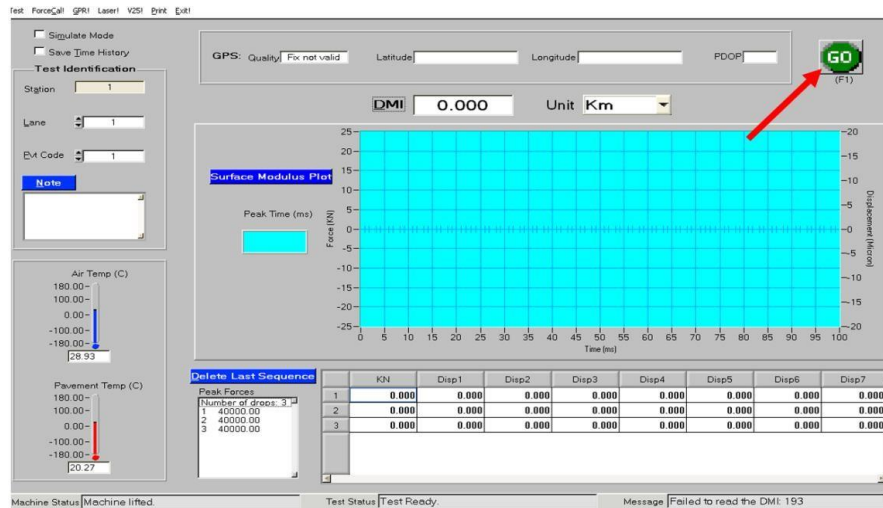 Test ForceCal! GPR! Laser! V25! Print Exit!
Simulate Mode
Save Time History
Test Identification
Station 1
Lane 1
Pvt Code 1
Note
GPS: Quality Fix not valid Latitude Longitude PDOP
GO
(F1)
DMI 0.000 Unit Km
Surface Modulus Plot
Peak Time (ms)
Force (KN)
25
20
15
10
5
0
-5
-10
-15
-20
-25
0 5 10 15 20 25 30 35 40 45 50 55 60 65 70 75 80 85 90 95 100
Time (ms)
-20
-15
-10
-5
0
-5
-10
-15
-20
Displacement (Micron)
Air Temp (C)
180.00
100.00
0.00
-100.00
-180.00
28.93
Pavement Temp (C)
180.00
100.00
0.00
-100.00
-180.00
20.27
Delete Last Sequence
Peak Forces
Number of drops: 3
1 40000.00
2 40000.00
3 40000.00
KN Disp1 Disp2 Disp3 Disp4 Disp5 Disp6 Disp7
1 0.000 0.000 0.000 0.000 0.000 0.000 0.000 0.000
2 0.000 0.000 0.000 0.000 0.000 0.000 0.000 0.000
3 0.000 0.000 0.000 0.000 0.000 0.000 0.000 0.000
Machine Status Machine lifted. Test Status Test Ready. Message Failed to read the DMI: 193